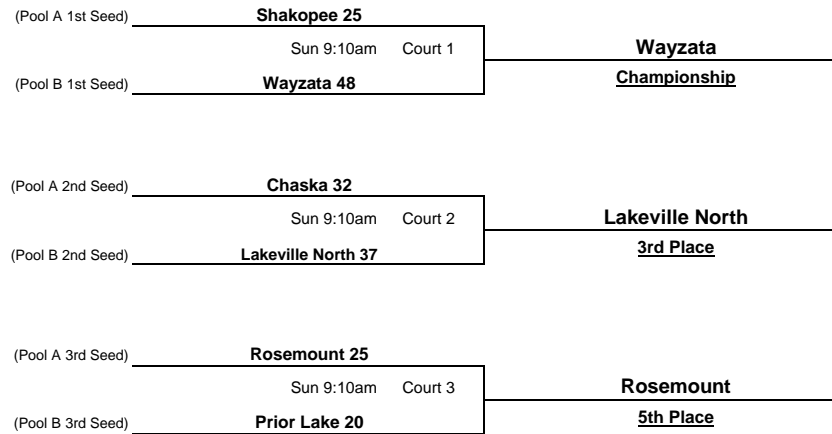 (Pool A 1st Seed) Shakopee 25
Sun 9:10am Court 1 Wayzata
(Pool B 1st Seed) Wayzata 48 Championship
(Pool A 2nd Seed) Chaska 32
Sun 9:10am Court 2 Lakeville North
(Pool B 2nd Seed) Lakeville North 37 3rd Place
(Pool A 3rd Seed) Rosemount 25
Sun 9:10am Court 3 Rosemount
(Pool B 3rd Seed) Prior Lake 20 5th Place